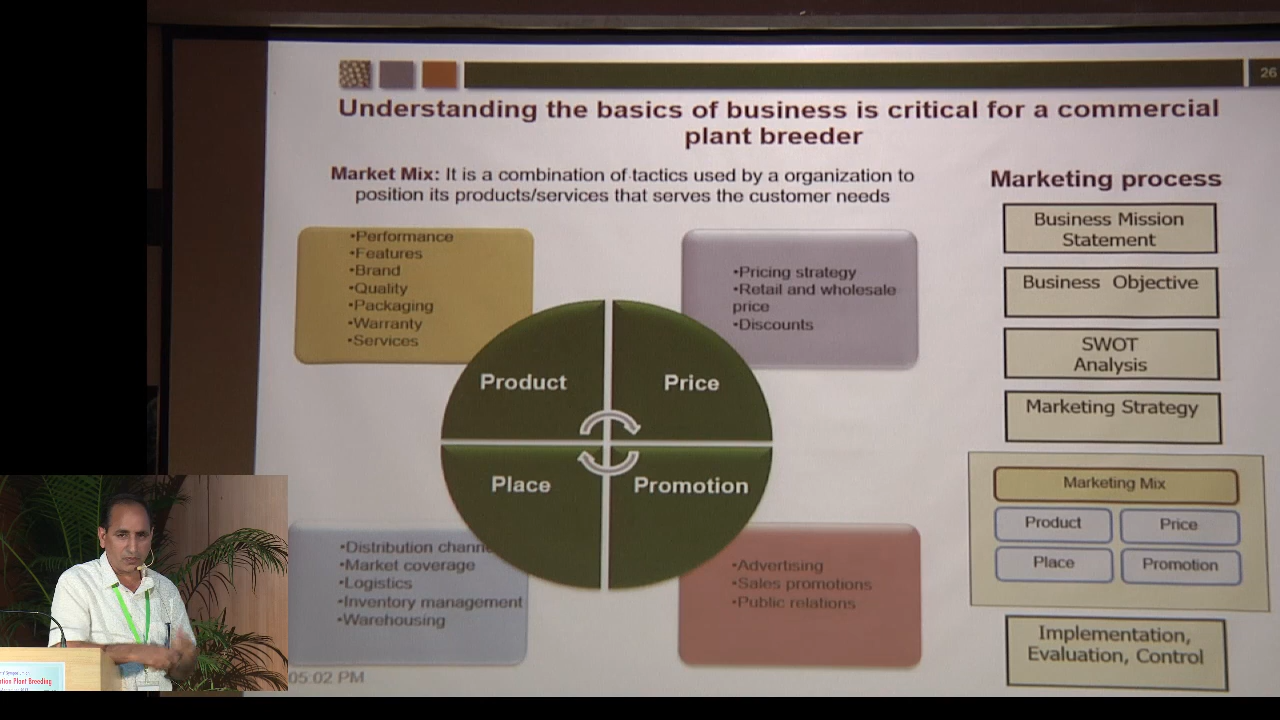 26
Understanding the basics of business is critical for a commercial
plant breeder
Market Mix: It is a combination of tactics used by a organization to
position its products/services that serves the customer needs
•Performance
•Features
•Brand
•Quality
•Packaging
•Warranty
•Services
•Pricing strategy
•Retail and wholesale
price
•Discounts
Product
Price
Place
Promotion
•Distribution
•Market coverage
•Logistics
•Inventory management
•Warehousing
•Advertising
•Sales promotions
•Public relations
Marketing process
Business Mission
Statement
Business Objective
SWOT
Analysis
Marketing Strategy
Marketing Mix
Product
Price
Place
Promotion
Implementation,
Evaluation, Control
05:02 PM
Plant Breeding